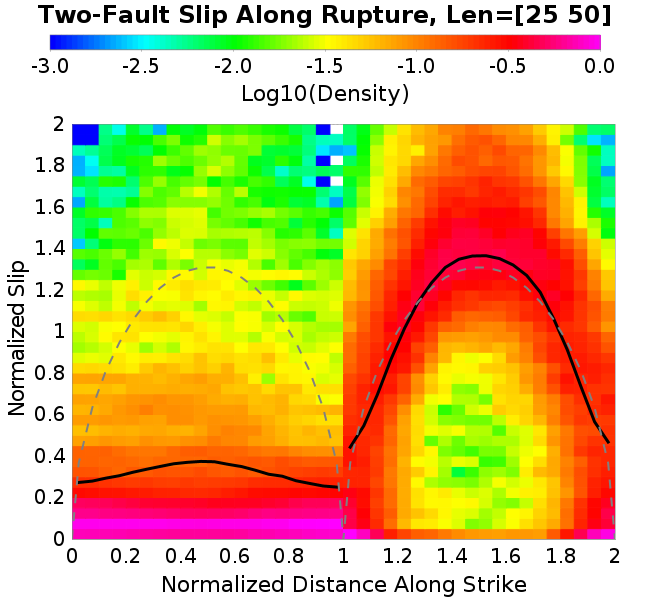 Two-Fault Slip Along Rupture, Len=[25 50]
-3.0 -2.5 -2.0 -1.5 -1.0 -0.5 0.0
Log10(Density)
2
1.8
1.6
1.4
1.2
1
0.8
0.6
0.4
0.2
0
Normalized Slip
0 0.2 0.4 0.6 0.8 1 1.2 1.4 1.6 1.8 2
Normalized Distance Along Strike